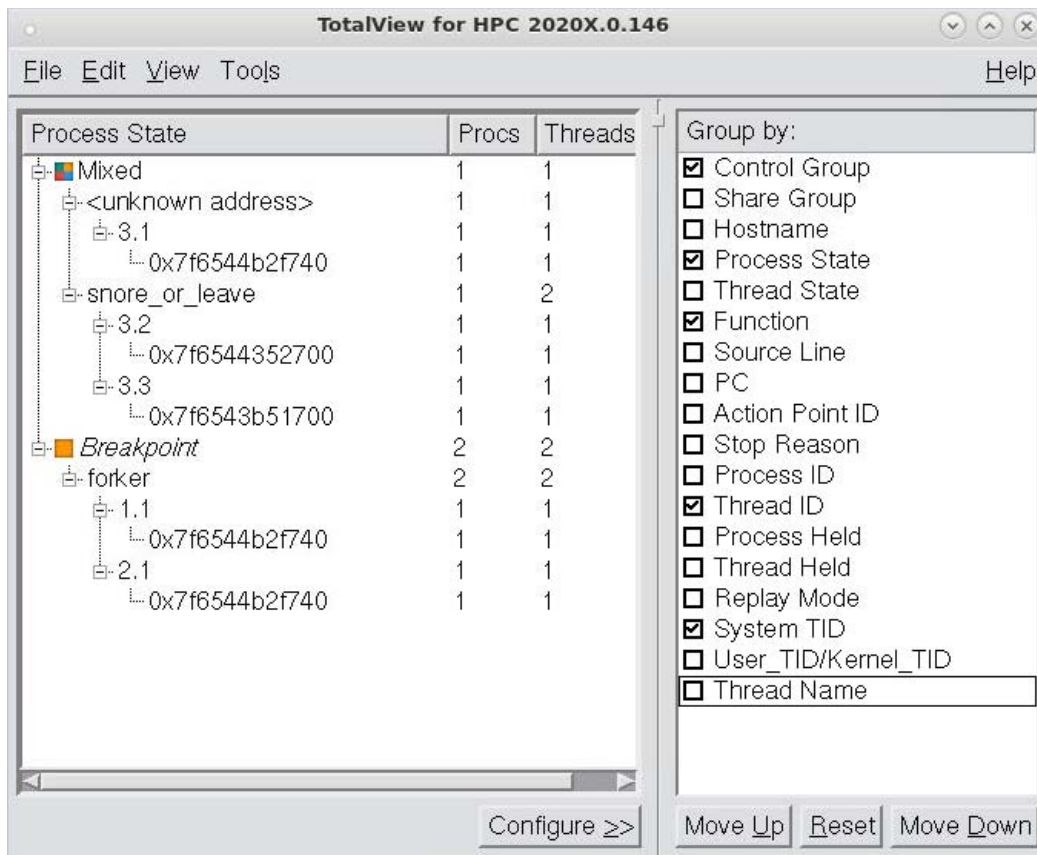 TotalView for HPC 2020X.0.146
File Edit View Tools Help
Process State Procs Threads
Mixed 1 1
<unknown address> 1 1
3.1 1 1
0x7f6544b2f740 1 1
snore_or_leave 1 2
3.2 1 1
0x7f6544352700 1 1
3.3 1 1
0x7f6543b51700 1 1
Breakpoint 2 2
forker 2 2
1.1 1 1
0x7f6544b2f740 1 1
2.1 1 1
0x7f6544b2f740 1 1
Configure >>
Group by:
Control Group
Share Group
Hostname
Process State
Thread State
Function
Source Line
PC
Action Point ID
Stop Reason
Process ID
Thread ID
Process Held
Thread Held
Replay Mode
System TID
User_TID/Kernel_TID
Thread Name
Move Up Reset Move Down